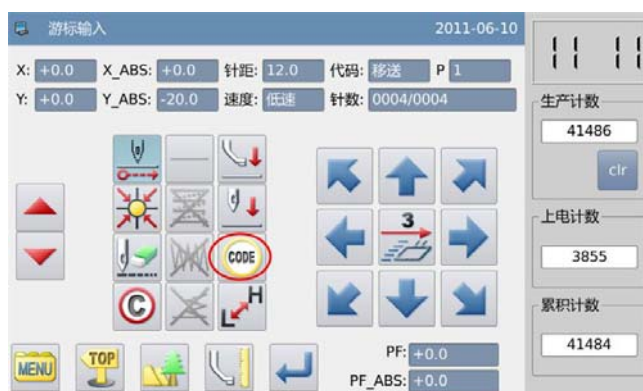 游标输入 2011-06-10
X: +0.0 X_ABS: +0.0 针距: 12.0 代码: 移送 P 1
Y: +0.0 Y_ABS: -20.0 速度: 低速 针数: 0004/0004
11 11
生产计数
41486
clr
上电计数
3855
累积计数
41484
3
CODE
C
L H
MENU
TOP
PF: +0.0
PF_ABS: +0.0